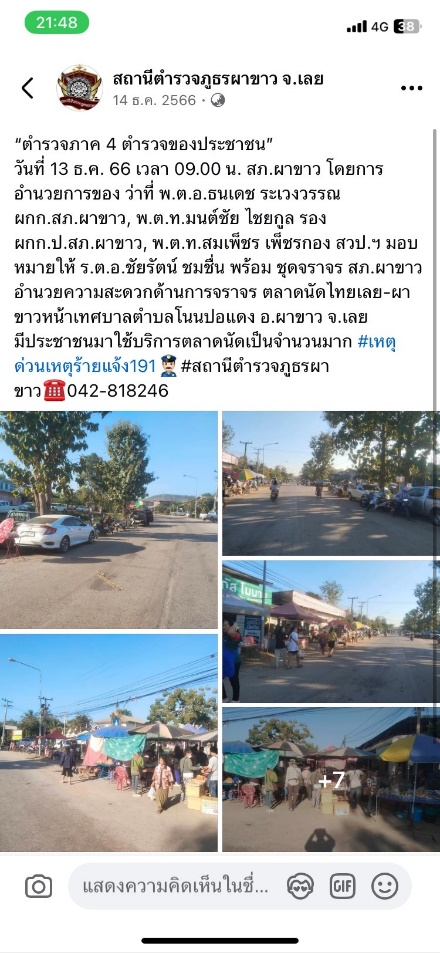 21:48
4G 38
สถานีตำรวจภูธรผาขาว จ.เลย
14 ธ.ค. 2566 ·
“ตำรวจภาค 4 ตำรวจของประชาชน”
วันที่ 13 ธ.ค. 66 เวลา 09.00 น. สภ.ผาขาว โดยการ
อำนวยการของ ว่าที่ พ.ต.อ.ธนเดช ระเวงวรรณ
ผกก.สภ.ผาขาว, พ.ต.ท.มนต์ชัย ไชยกูล รอง
ผกก.ป.สภ.ผาขาว, พ.ต.ท.สมเพ็ชร เพ็ชรกอง สวป.ฯ มอบ
หมายให้ ร.ต.อ.ชัยรัตน์ ชมชื่น พร้อม ชุดจราจร สภ.ผาขาว
อำนวยความสะดวกด้านการจราจร ตลาดนัดไทยเลย-ผา
ขาวหน้าเทศบาลตำบลโนนปอแดง อ.ผาขาว จ.เลย
มีประชาชนมาใช้บริการตลาดนัดเป็นจำนวนมาก #เหตุ
ด่วนเหตุร้ายแจ้ง191👮#สถานีตำรวจภูธรผา
ขาว☎️042-818246
+7
แสดงความคิดเห็นในชื่...
GIF